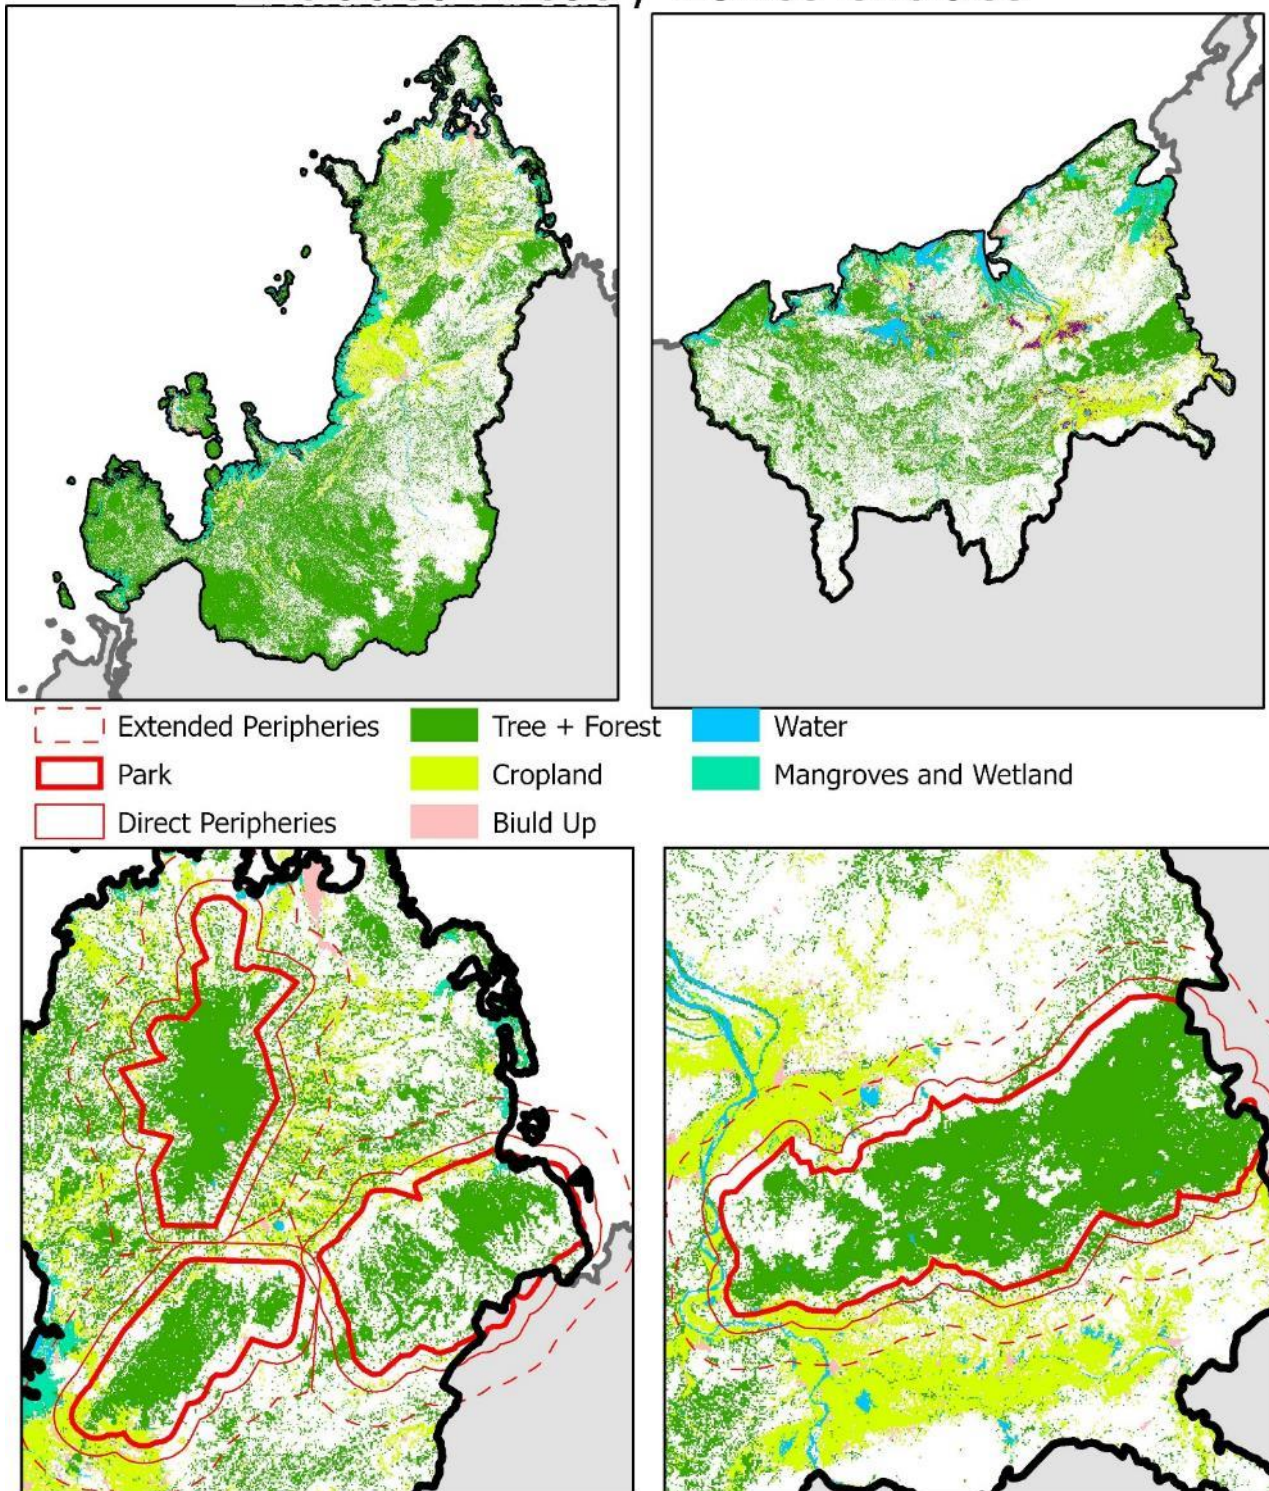 Extended Peripheries
Tree + Forest
Water
Park
Cropland
Mangroves and Wetland
Direct Peripheries
Biuld Up